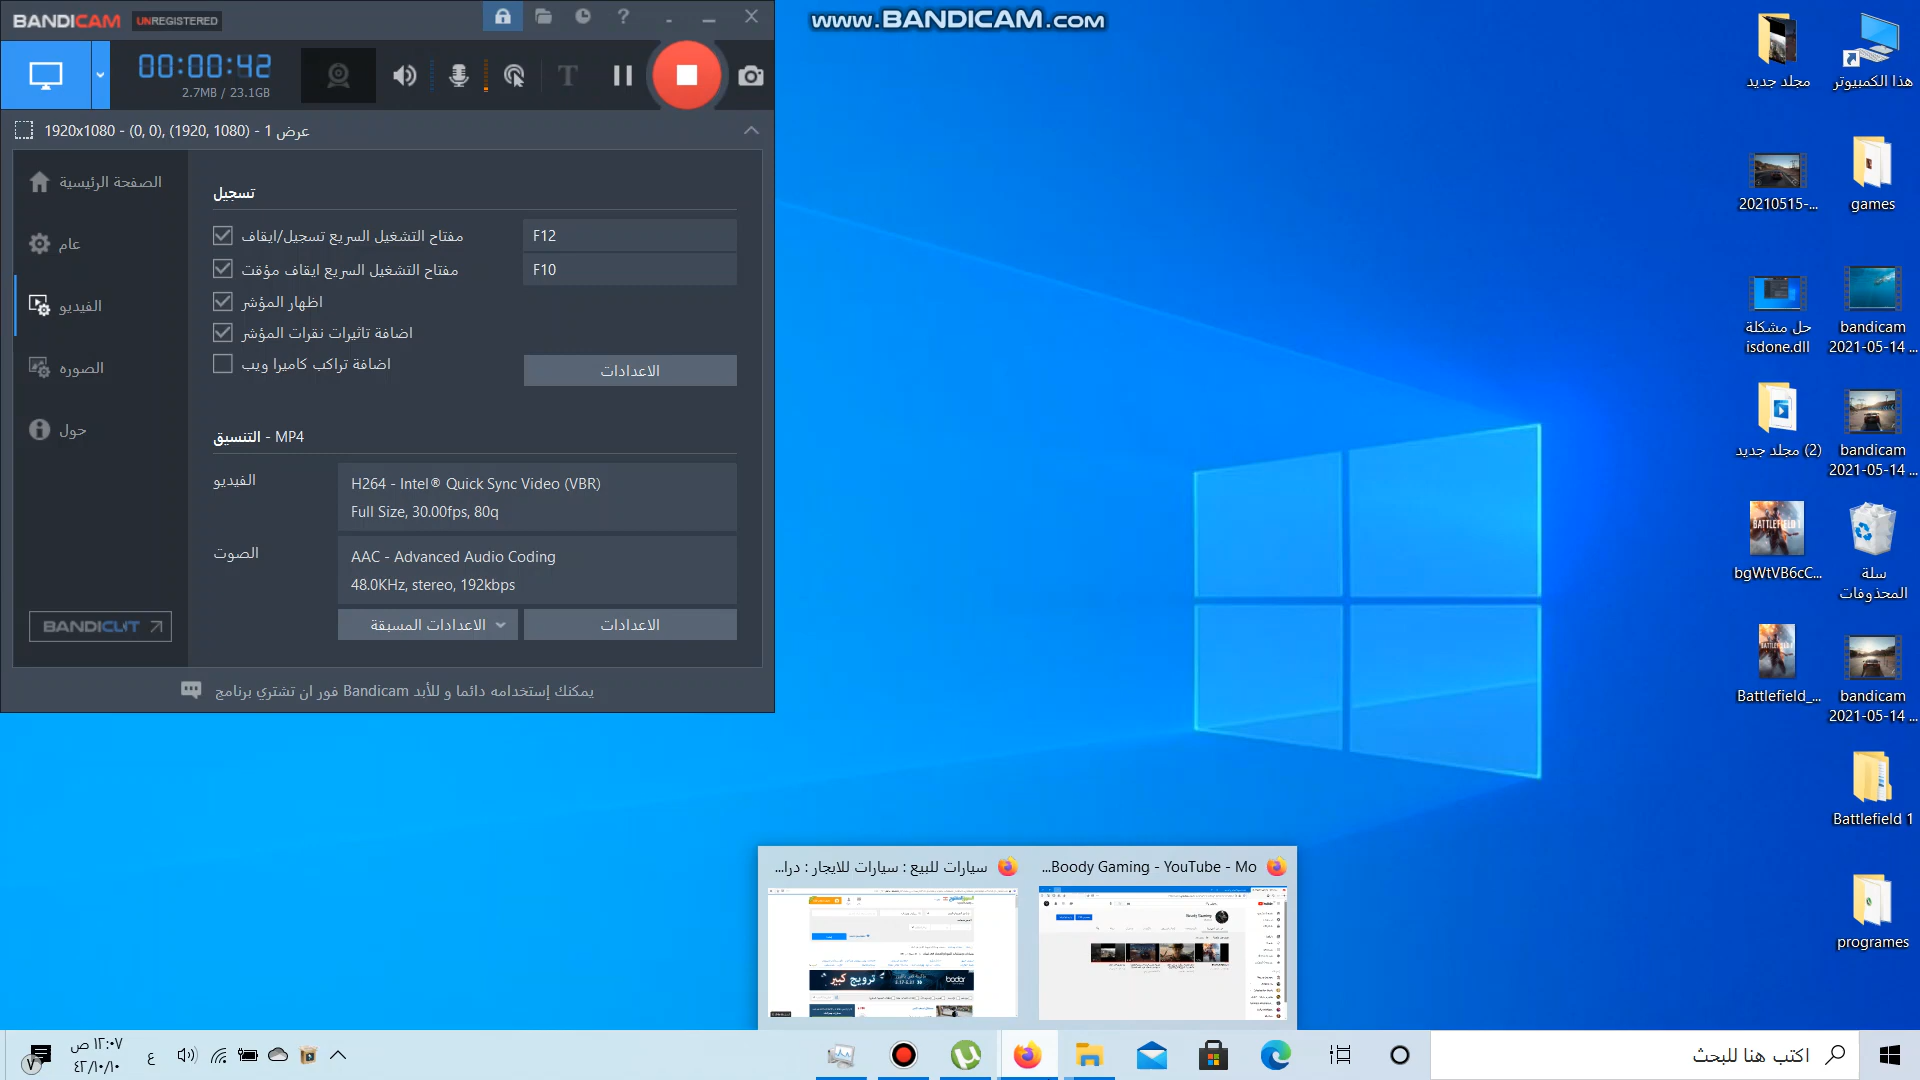 BANDICAM UNREGISTERED
www.BANDICAM.com
00:00:42
2.7MB / 23.1GB
1920x1080 - (0, 0), (1920, 1080) - عرض 1
الصفحة الرئيسية
عام
الفيديو
الصوره
حول
BANDICUT
تسجيل
مفتاح التشغيل السريع تسجيل/ايقاف
F12
مفتاح التشغيل السريع ايقاف مؤقت
F10
اظهار المؤشر
اضافة تاثيرات نقرات المؤشر
اضافة تراكب كاميرا ويب
الاعدادات
التنسيق - MP4
الفيديو
H264 - Intel® Quick Sync Video (VBR)
Full Size, 30.00fps, 80q
الصوت
AAC - Advanced Audio Coding
48.0KHz, stereo, 192kbps
الاعدادات المسبقة
الاعدادات
يمكنك إستخدامه دائما و للأبد Bandicam فور ان تشتري برنامج
هذا الكمبيوتر
مجلد جديد
games
20210515-...
bandicam
2021-05-14 ...
حل مشكلة
isdone.dll
bandicam
2021-05-14 ...
مجلد جديد (2)
سلة
المحذوفات
bgWtVB6cC...
bandicam
2021-05-14 ...
Battlefield_...
Battlefield 1
programes
سيارات للبيع : سيارات للايجار : درا...
...Boody Gaming - YouTube - Mo
ترويج كبير
bodor
Boody Gaming
اكتب هنا للبحث
ع
١٢:٠٧ ص
٤٢/١٠/١٠